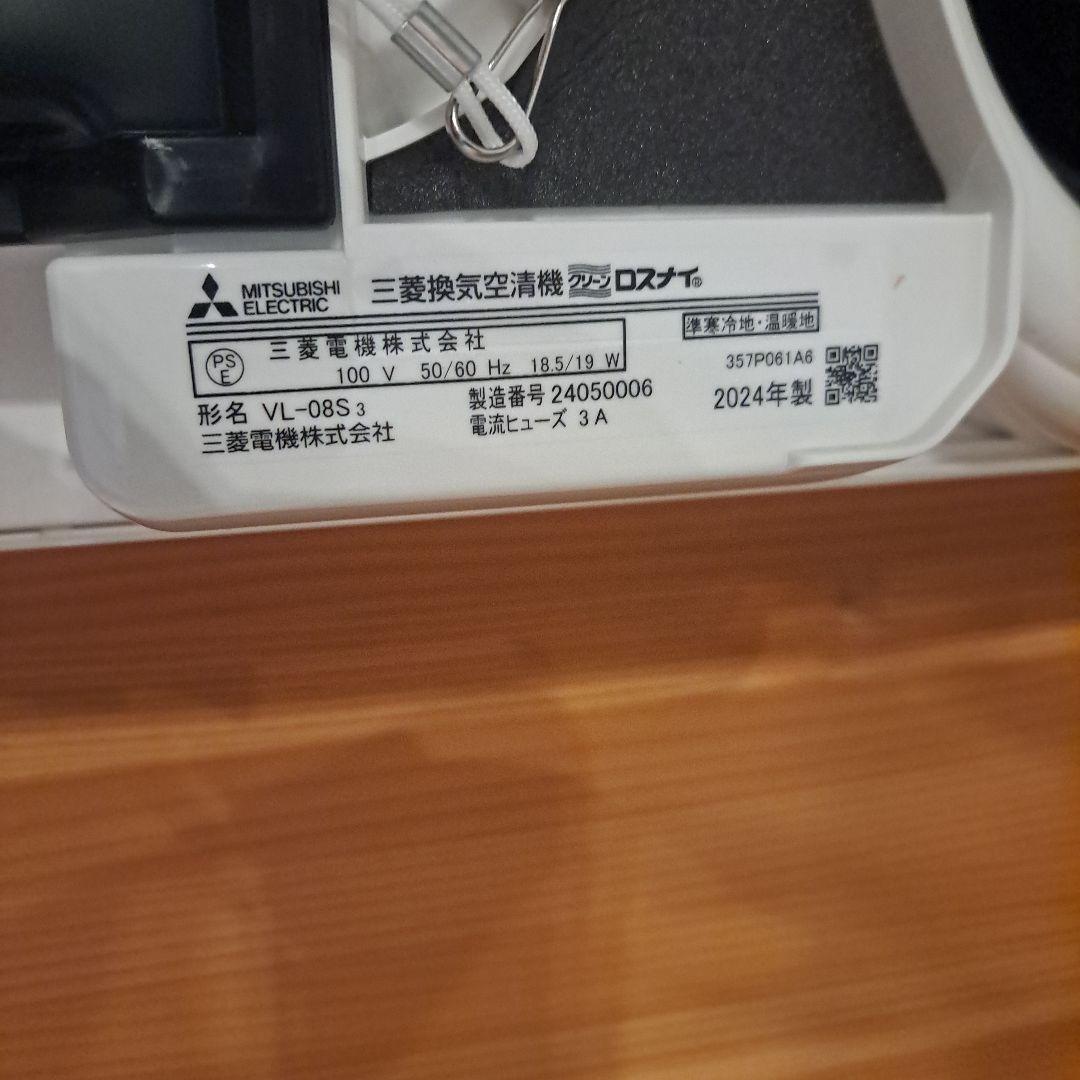 MITSUBISHI
ELECTRIC
三菱換気空清機 クリーン ロスナイ®
準寒冷地・温暖地
PS
E
三菱電機株式会社
100 V 50/60 Hz 18.5/19 W
357P061A6
形名 VL-08S3
製造番号 24050006
2024年製
三菱電機株式会社
電流ヒューズ 3A